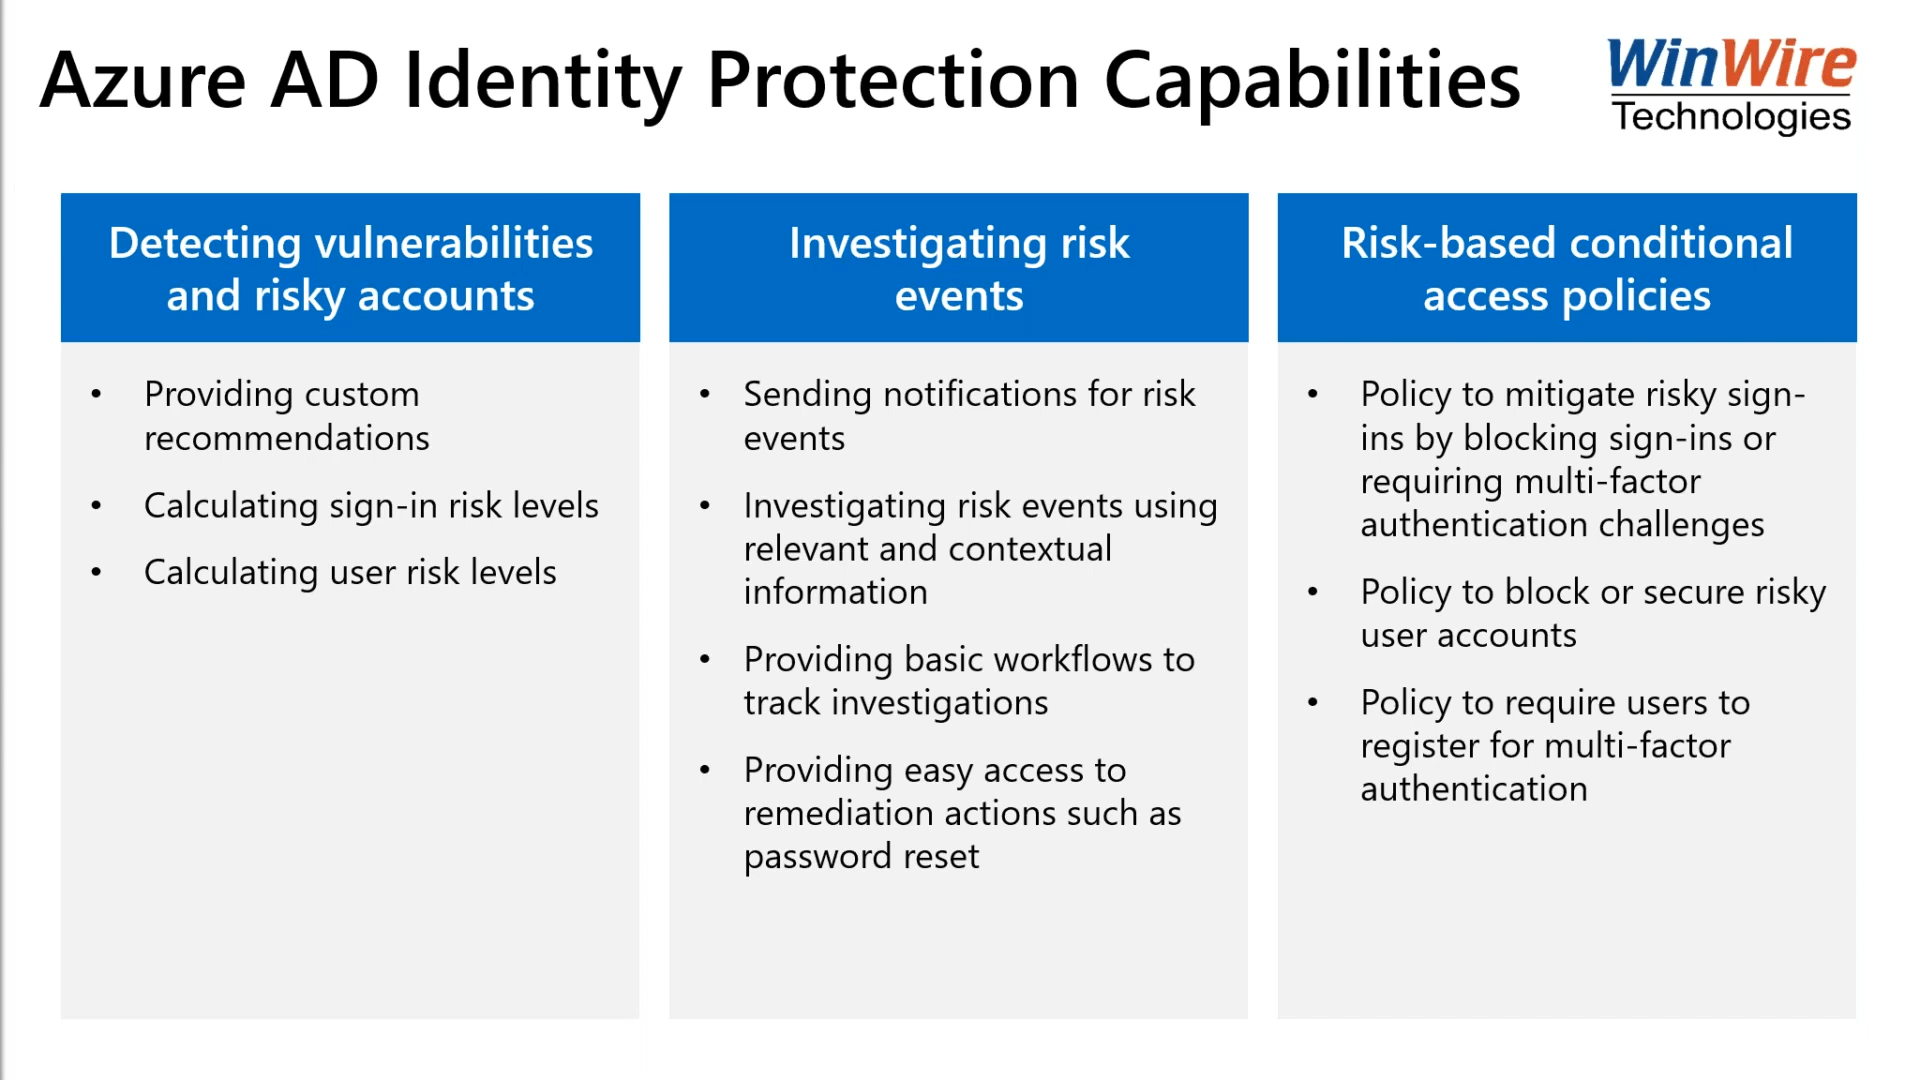 Azure AD Identity Protection Capabilities
WinWire
Technologies
Detecting vulnerabilities
and risky accounts
• Providing custom
recommendations
• Calculating sign-in risk levels
• Calculating user risk levels
Investigating risk
events
• Sending notifications for risk
events
• Investigating risk events using
relevant and contextual
information
• Providing basic workflows to
track investigations
• Providing easy access to
remediation actions such as
password reset
Risk-based conditional
access policies
• Policy to mitigate risky sign-
ins by blocking sign-ins or
requiring multi-factor
authentication challenges
• Policy to block or secure risky
user accounts
• Policy to require users to
register for multi-factor
authentication